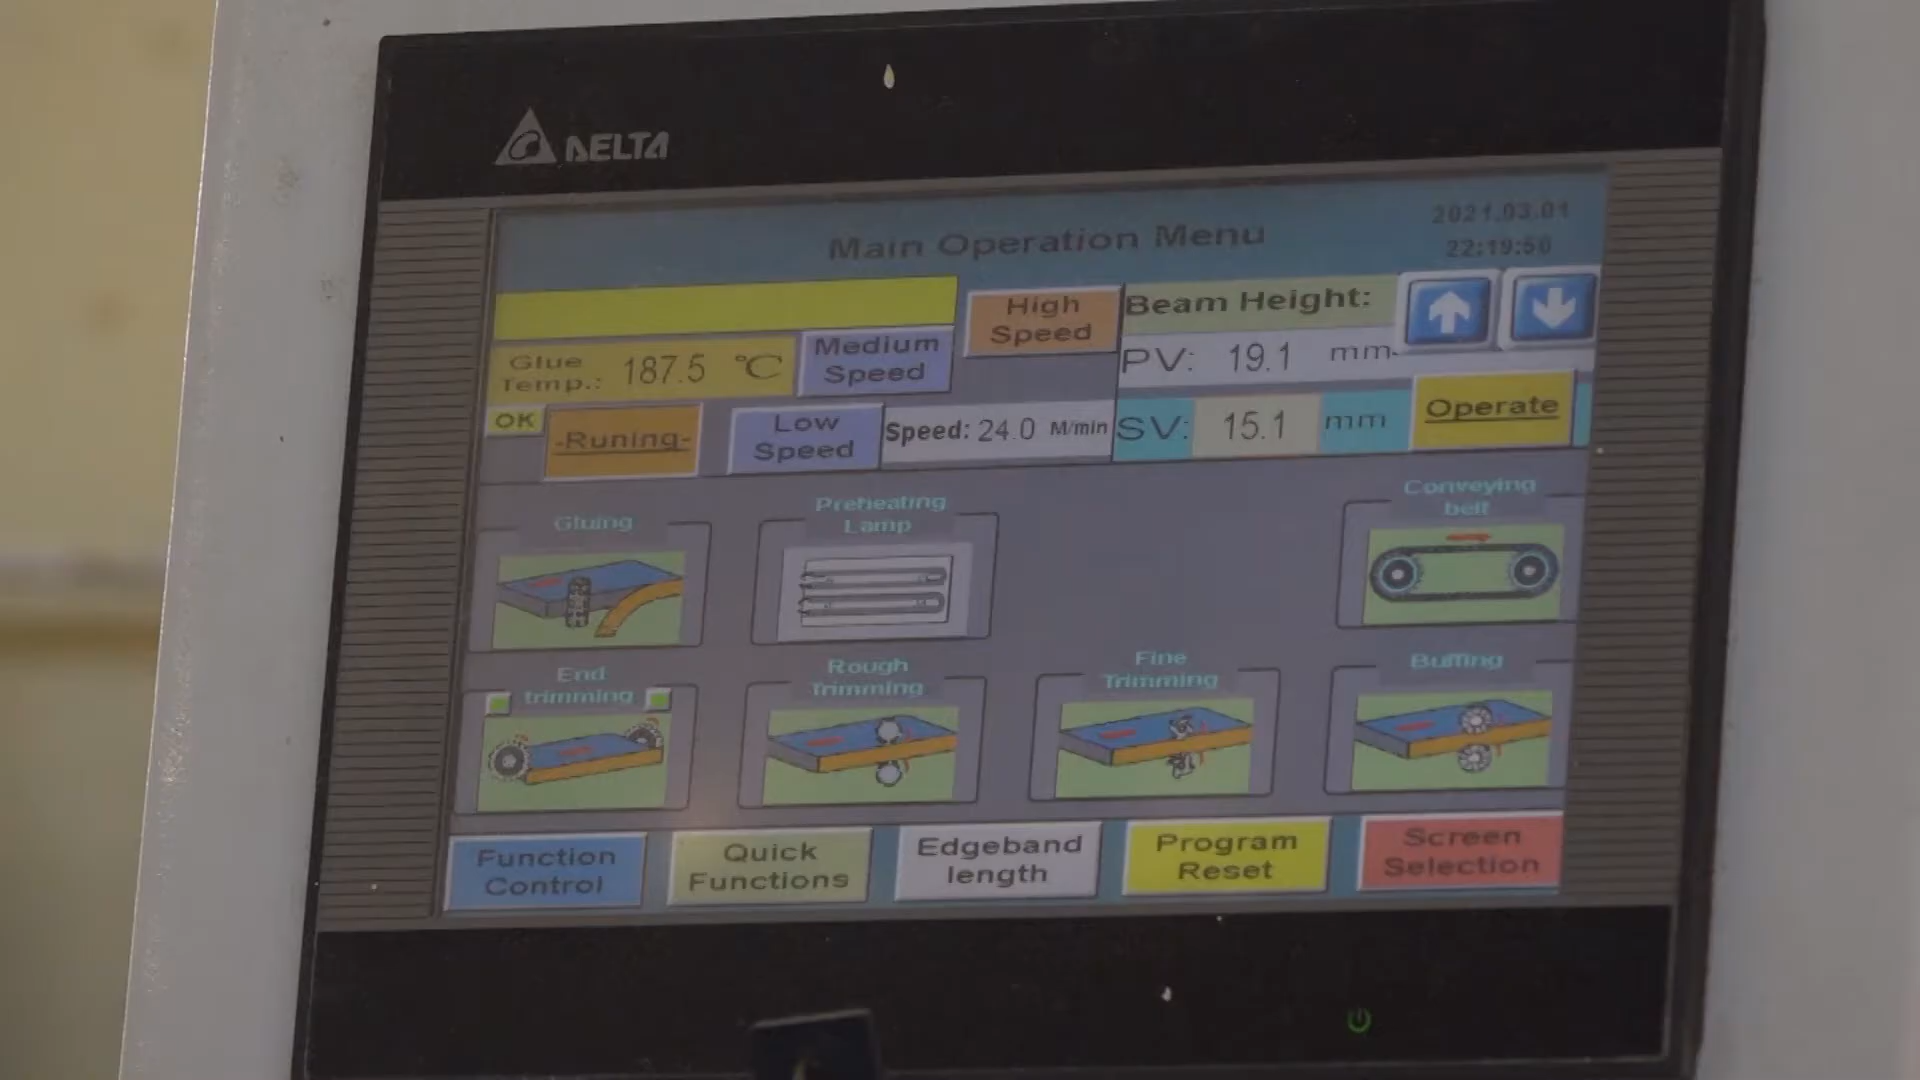 DELTA
Main Operation Menu
2021.03.01
22:19:50
High
Speed
Beam Height:
Glue
Temp.: 187.5 °C
Medium
Speed
PV: 19.1 mm
OK
-Runing-
Low
Speed
Speed: 24.0 M/min
SV: 15.1 mm
Operate
Gluing
Preheating
Lamp
Conveying
belt
End
trimming
Rough
Trimming
Fine
Trimming
Buffing
Function
Control
Quick
Functions
Edgeband
length
Program
Reset
Screen
Selection